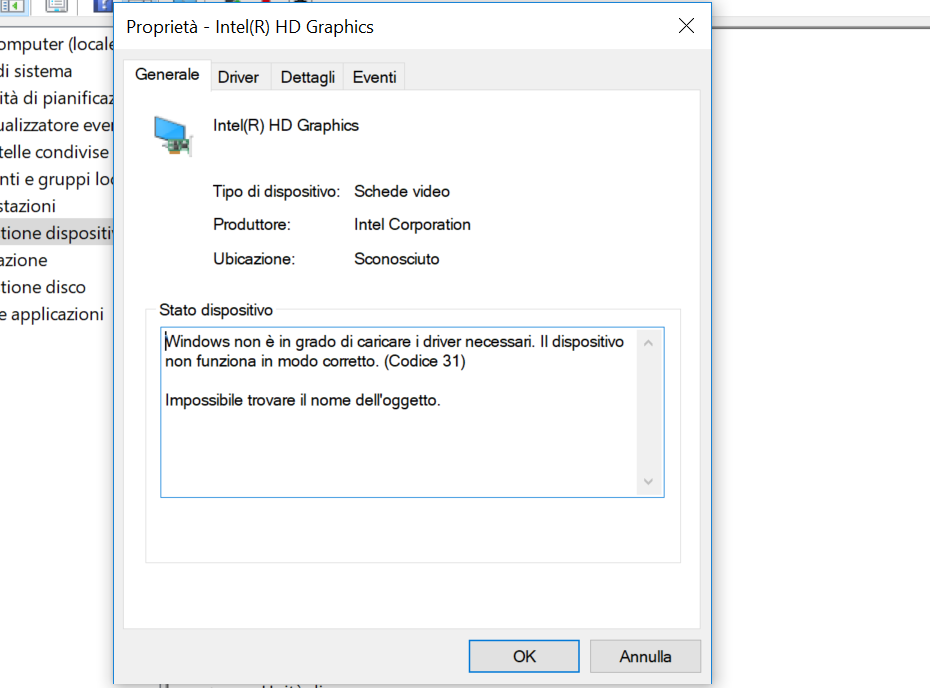 Proprietà - Intel(R) HD Graphics
omputer (locale
di sistema
ità di pianificaz
ualizzatore ever
telle condivise
nti e gruppi loc
stazioni
tione dispositi
azione
tione disco
e applicazioni
Generale
Driver
Dettagli
Eventi
Intel(R) HD Graphics
Tipo di dispositivo: Schede video
Produttore: Intel Corporation
Ubicazione: Sconosciuto
Stato dispositivo
Windows non è in grado di caricare i driver necessari. Il dispositivo
non funziona in modo corretto. (Codice 31)
Impossibile trovare il nome dell'oggetto.
OK
Annulla